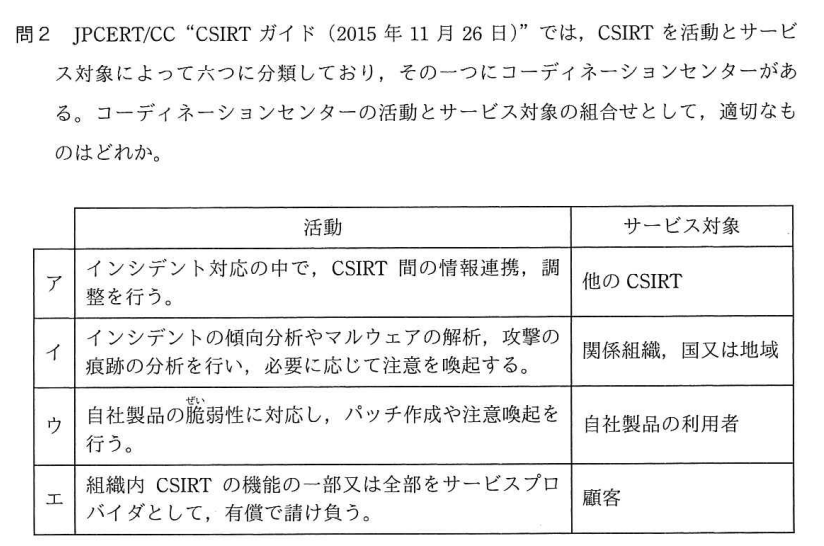 問2 JPCERT/CC“CSIRT ガイド（2015 年 11 月 26 日）”では，CSIRT を活動とサービ
ス対象によって六つに分類しており，その一つにコーディネーションセンターがあ
る。コーディネーションセンターの活動とサービス対象の組合せとして，適切なも
のはどれか。
活動 サービス対象
ア インシデント対応の中で，CSIRT 間の情報連携，調
整を行う。
他の CSIRT
イ インシデントの傾向分析やマルウェアの解析，攻撃の
痕跡の分析を行い，必要に応じて注意を喚起する。
関係組織，国又は地域
ぜい
ウ 自社製品の脆弱性に対応し，パッチ作成や注意喚起を
行う。
自社製品の利用者
エ 組織内 CSIRT の機能の一部又は全部をサービスプロ
バイダとして，有償で請け負う。
顧客